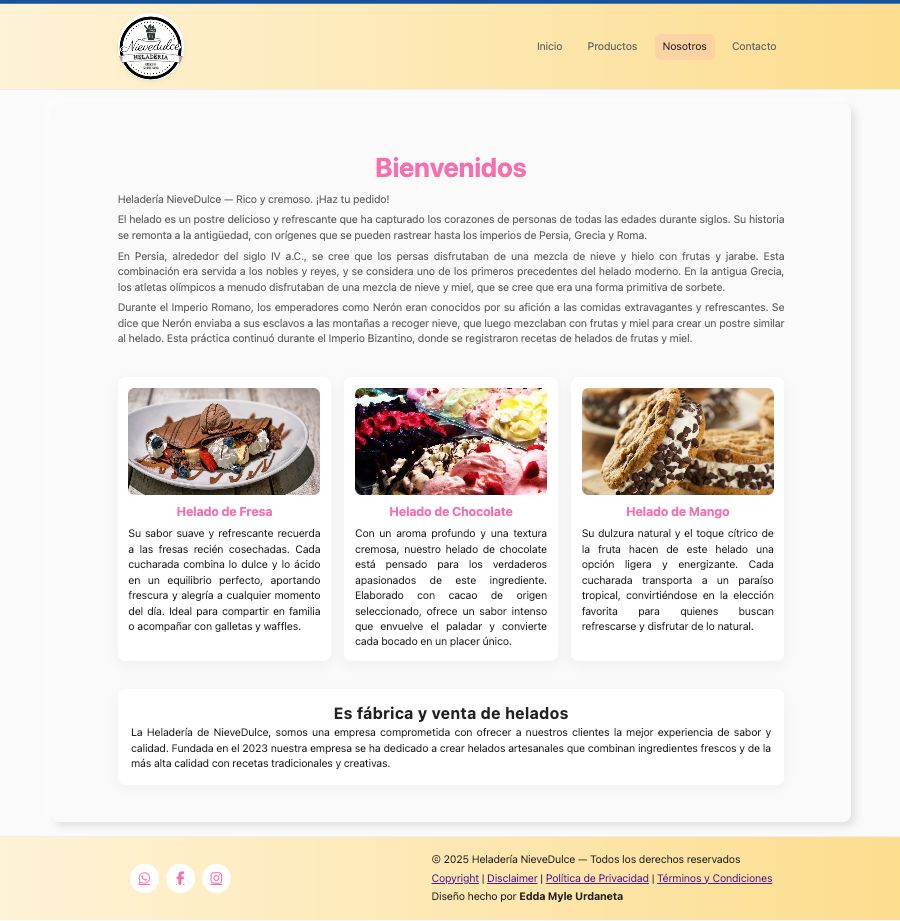 Nievedulce
HELADERIA
Inicio
Productos
Nosotros
Contacto
Bienvenidos
Heladería NieveDulce — Rico y cremoso. ¡Haz tu pedido!
El helado es un postre delicioso y refrescante que ha capturado los corazones de personas de todas las edades durante siglos. Su historia
se remonta a la antigüedad, con orígenes que se pueden rastrear hasta los imperios de Persia, Grecia y Roma.
En Persia, alrededor del siglo IV a.C., se cree que los persas disfrutaban de una mezcla de nieve y hielo con frutas y jarabe. Esta
combinación era servida a los nobles y reyes, y se considera uno de los primeros precedentes del helado moderno. En la antigua Grecia,
los atletas olímpicos a menudo disfrutaban de una mezcla de nieve y miel, que se cree que era una forma primitiva de sorbete.
Durante el Imperio Romano, los emperadores como Nerón eran conocidos por su afición a las comidas extravagantes y refrescantes. Se
dice que Nerón enviaba a sus esclavos a las montañas a recoger nieve, que luego mezclaban con frutas y miel para crear un postre similar
al helado. Esta práctica continuó durante el Imperio Bizantino, donde se registraron recetas de helados de frutas y miel.
Helado de Fresa
Su sabor suave y refrescante recuerda
a las fresas recién cosechadas. Cada
cucharada combina lo dulce y lo ácido
en un equilibrio perfecto, aportando
frescura y alegría a cualquier momento
del día. Ideal para compartir en familia
o acompañar con galletas y waffles.
Helado de Chocolate
Con un aroma profundo y una textura
cremosa, nuestro helado de chocolate
está pensado para los verdaderos
apasionados de este ingrediente.
Elaborado con cacao de origen
seleccionado, ofrece un sabor intenso
que envuelve el paladar y convierte
cada bocado en un placer único.
Helado de Mango
Su dulzura natural y el toque cítrico de
la fruta hacen de este helado una
opción ligera y energizante. Cada
cucharada transporta a un paraíso
tropical, convirtiéndose en la elección
favorita para quienes buscan
refrescarse y disfrutar de lo natural.
Es fábrica y venta de helados
La Heladería de NieveDulce, somos una empresa comprometida con ofrecer a nuestros clientes la mejor experiencia de sabor y
calidad. Fundada en el 2023 nuestra empresa se ha dedicado a crear helados artesanales que combinan ingredientes frescos y de la
más alta calidad con recetas tradicionales y creativas.
© 2025 Heladería NieveDulce — Todos los derechos reservados
Copyright | Disclaimer | Política de Privacidad | Términos y Condiciones
Diseño hecho por Edda Myle Urdaneta